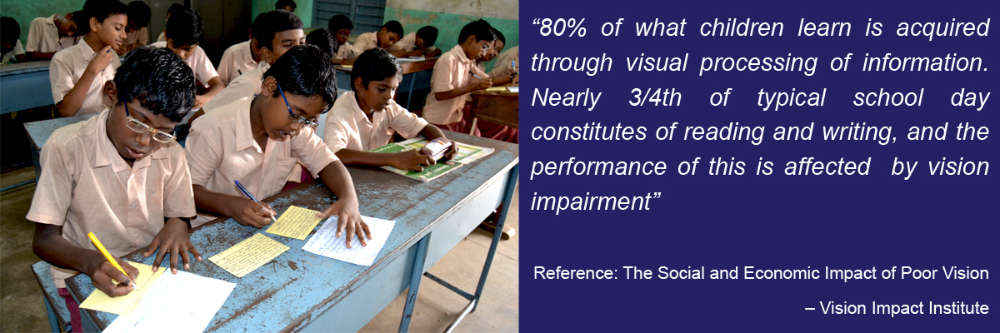 “80% of what children learn is acquired
through visual processing of information.
Nearly 3/4th of typical school day
constitutes of reading and writing, and the
performance of this is affected by vision
impairment”
Reference: The Social and Economic Impact of Poor Vision
– Vision Impact Institute